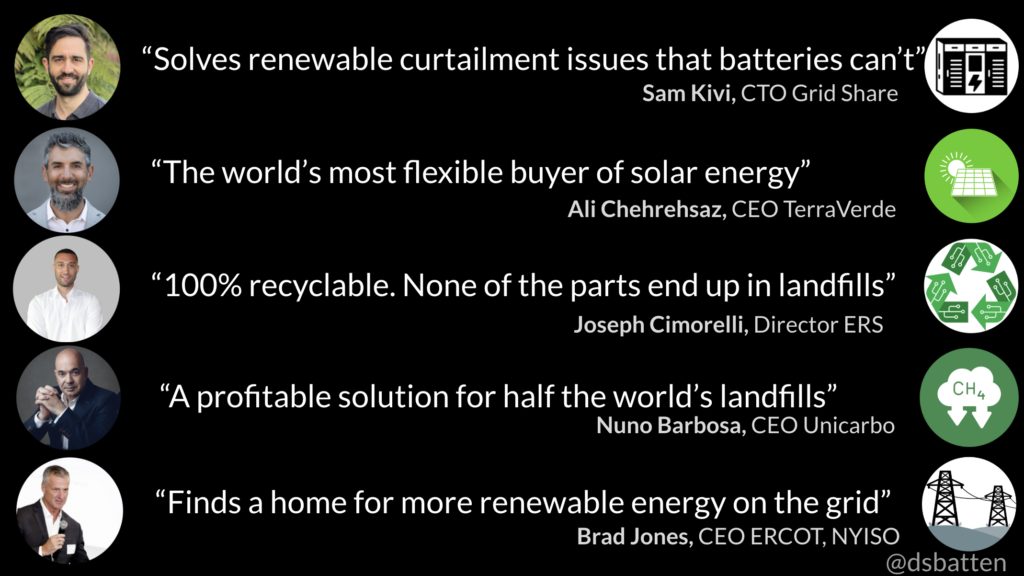 “Solves renewable curtailment issues that batteries can’t”
Sam Kivi, CTO Grid Share
“The world’s most flexible buyer of solar energy”
Ali Chehrehsaz, CEO TerraVerde
“100% recyclable. None of the parts end up in landfills”
Joseph Cimorelli, Director ERS
“A profitable solution for half the world’s landfills”
CH4
Nuno Barbosa, CEO Unicarbo
“Finds a home for more renewable energy on the grid”
Brad Jones, CEO ERCOT, NYISO
@dsbatten